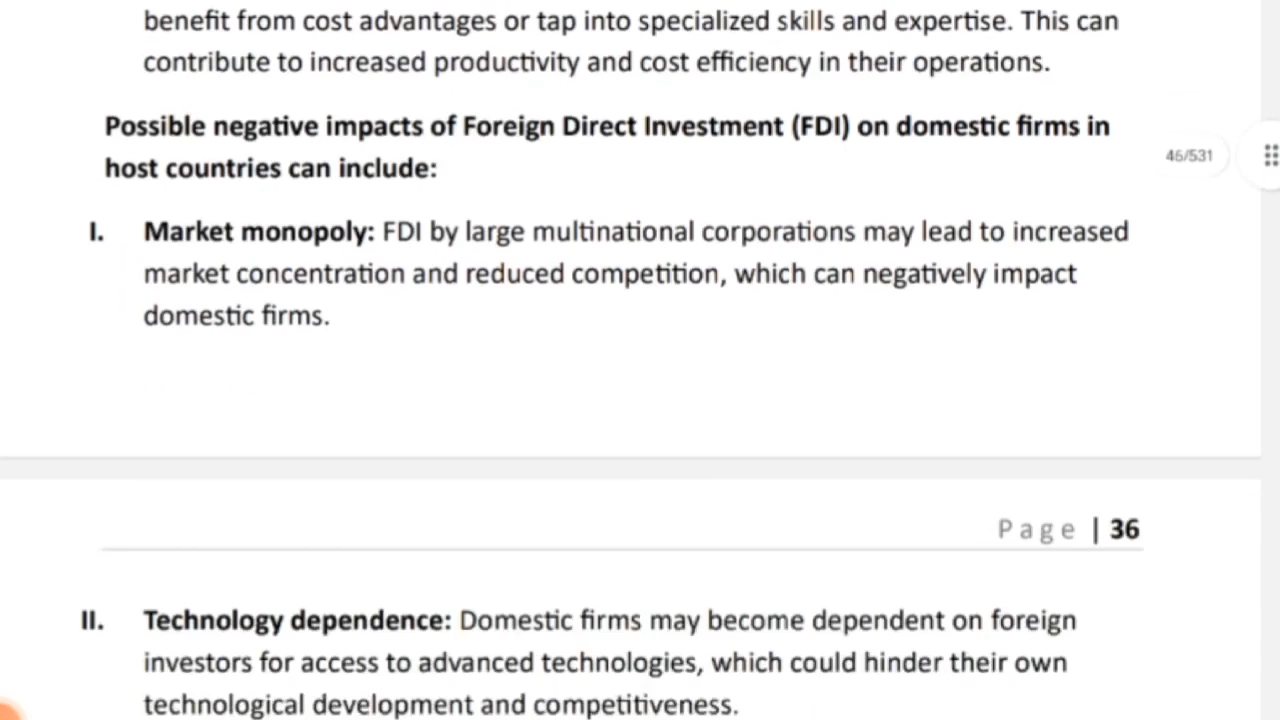 benefit from cost advantages or tap into specialized skills and expertise. This can
contribute to increased productivity and cost efficiency in their operations.
Possible negative impacts of Foreign Direct Investment (FDI) on domestic firms in
host countries can include:
46/531
I. Market monopoly: FDI by large multinational corporations may lead to increased
market concentration and reduced competition, which can negatively impact
domestic firms.
Page | 36
II. Technology dependence: Domestic firms may become dependent on foreign
investors for access to advanced technologies, which could hinder their own
technological development and competitiveness.